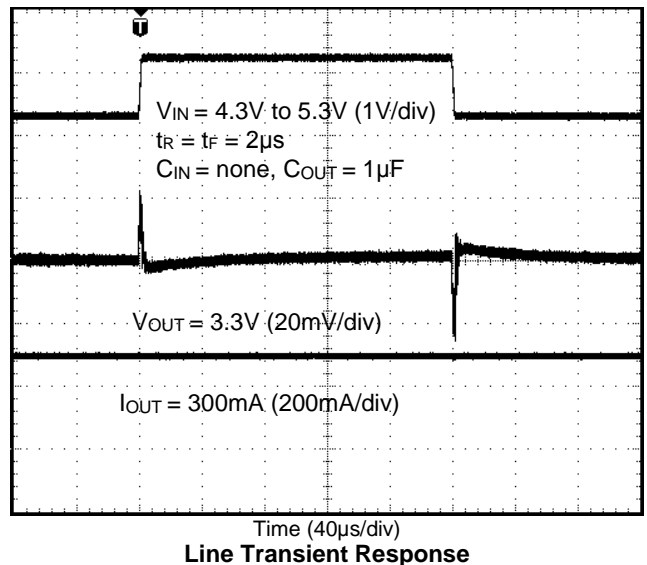 T
VIN = 4.3V to 5.3V (1V/div)
tR = tF = 2µs
CIN = none, COUT = 1µF
VOUT = 3.3V (20mV/div)
IOUT = 300mA (200mA/div)
Time (40µs/div)
Line Transient Response